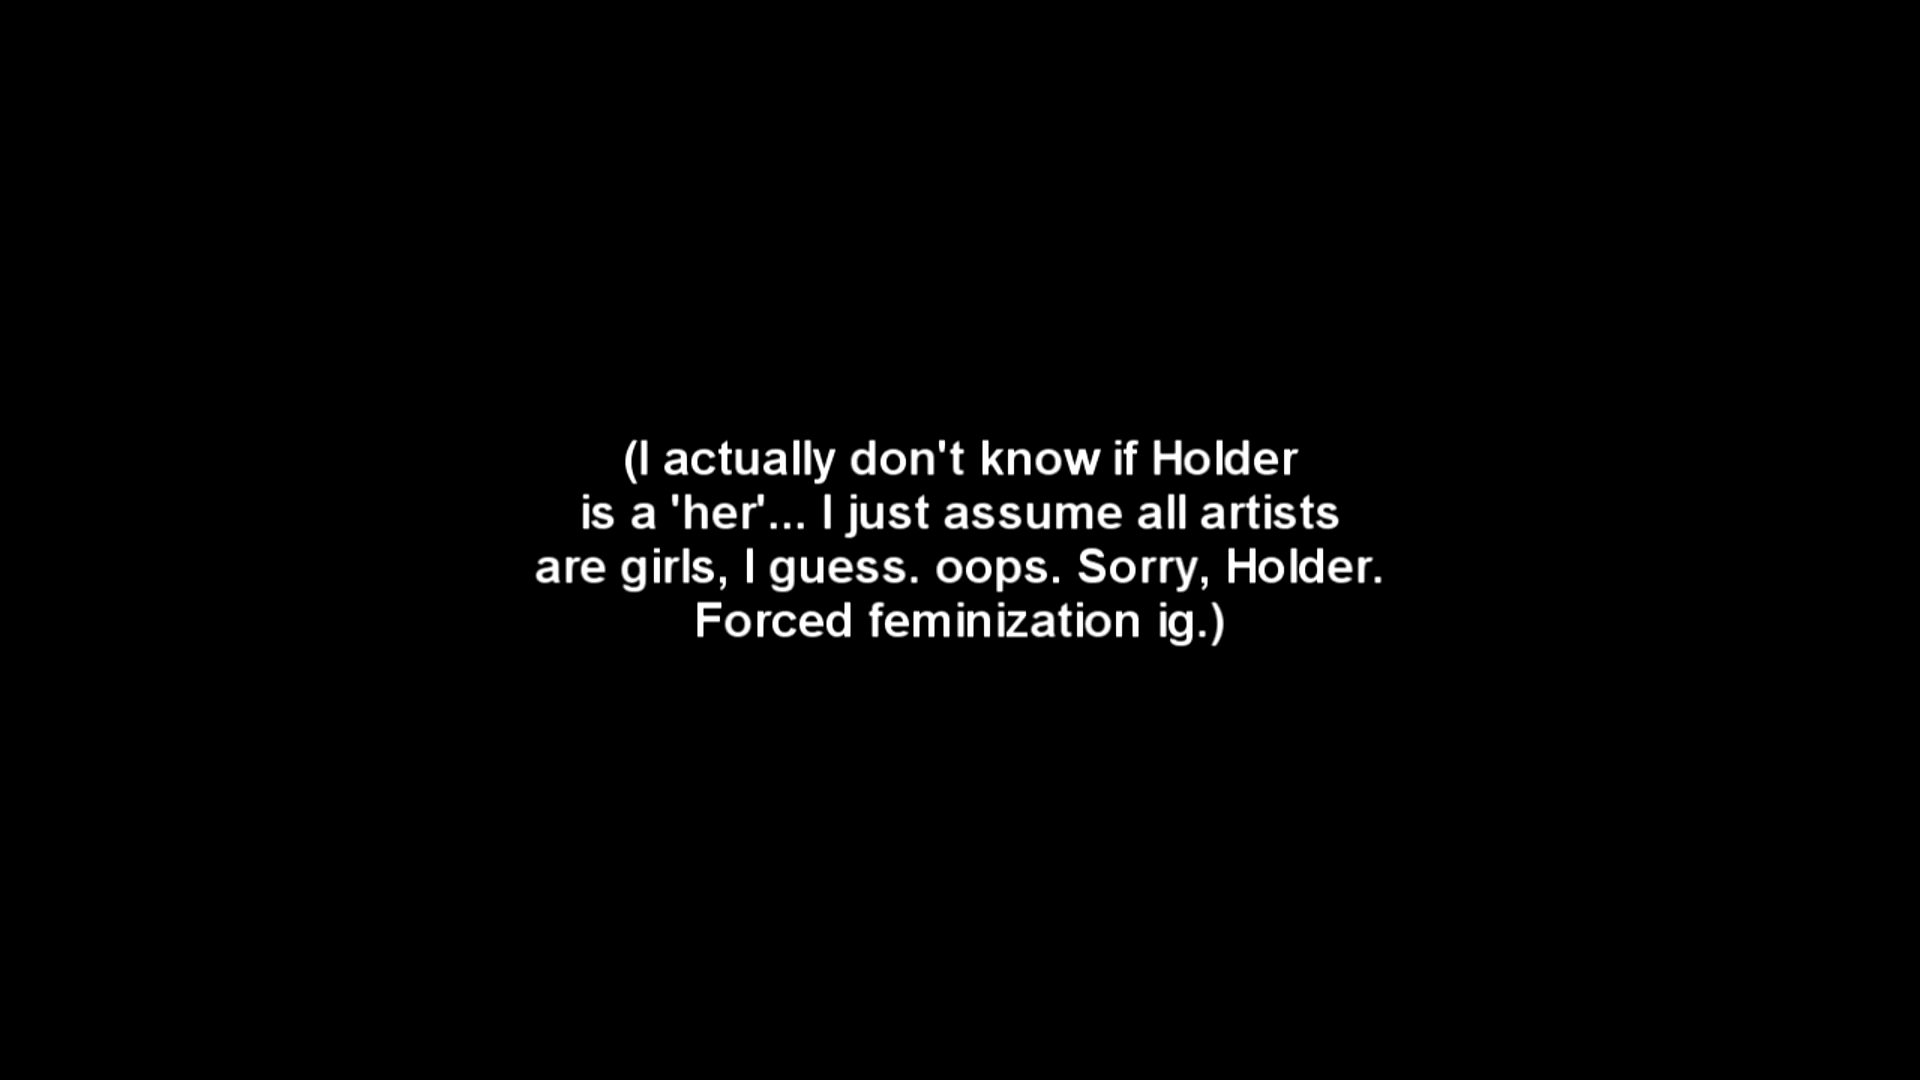 (I actually don't know if Holder
is a 'her'... I just assume all artists
are girls, I guess. oops. Sorry, Holder.
Forced feminization ig.)